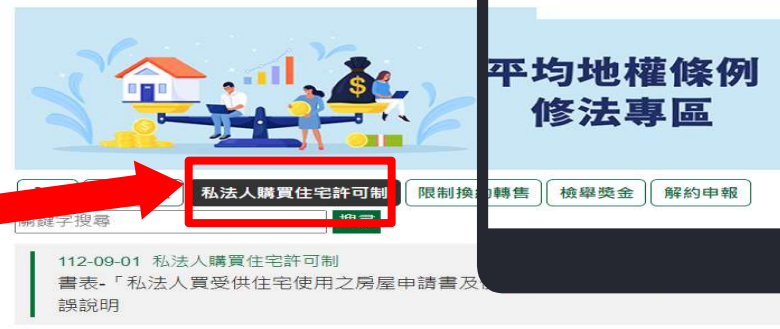 平均地權條例
修法專區
私法人購買住宅許可制 限制換約轉售 檢舉獎金 解約申報
關鍵字搜尋 搜尋
112-09-01 私法人購買住宅許可制
書表-「私法人買受供住宅使用之房屋申請書及
誤說明